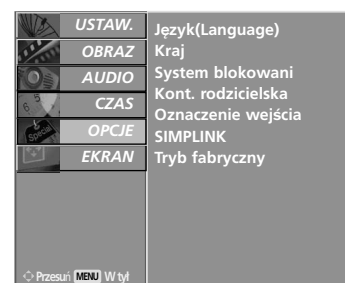 USTAW.
OBRAZ
AUDIO
CZAS
OPCJE
EKRAN
Język(Language)
Kraj
System blokowani
Kont. rodzicielska
Oznaczenie wejścia
SIMPLINK
Tryb fabryczny
Special
Przesuń MENU W tył